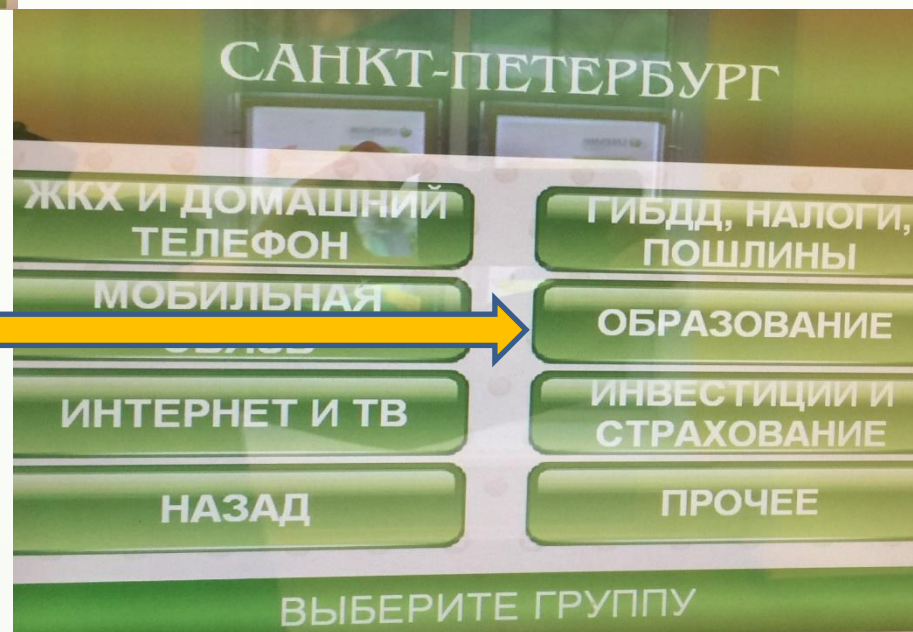 САНКТ-ПЕТЕРБУРГ
ЖКХ И ДОМАШНИЙ
ТЕЛЕФОН
ГИБДД, НАЛОГИ,
ПОШЛИНЫ
МОБИЛЬНАЯ
ОБРАЗОВАНИЕ
ИНТЕРНЕТ И ТВ
ИНВЕСТИЦИИ И
СТРАХОВАНИЕ
НАЗАД
ПРОЧЕЕ
ВЫБЕРИТЕ ГРУППУ